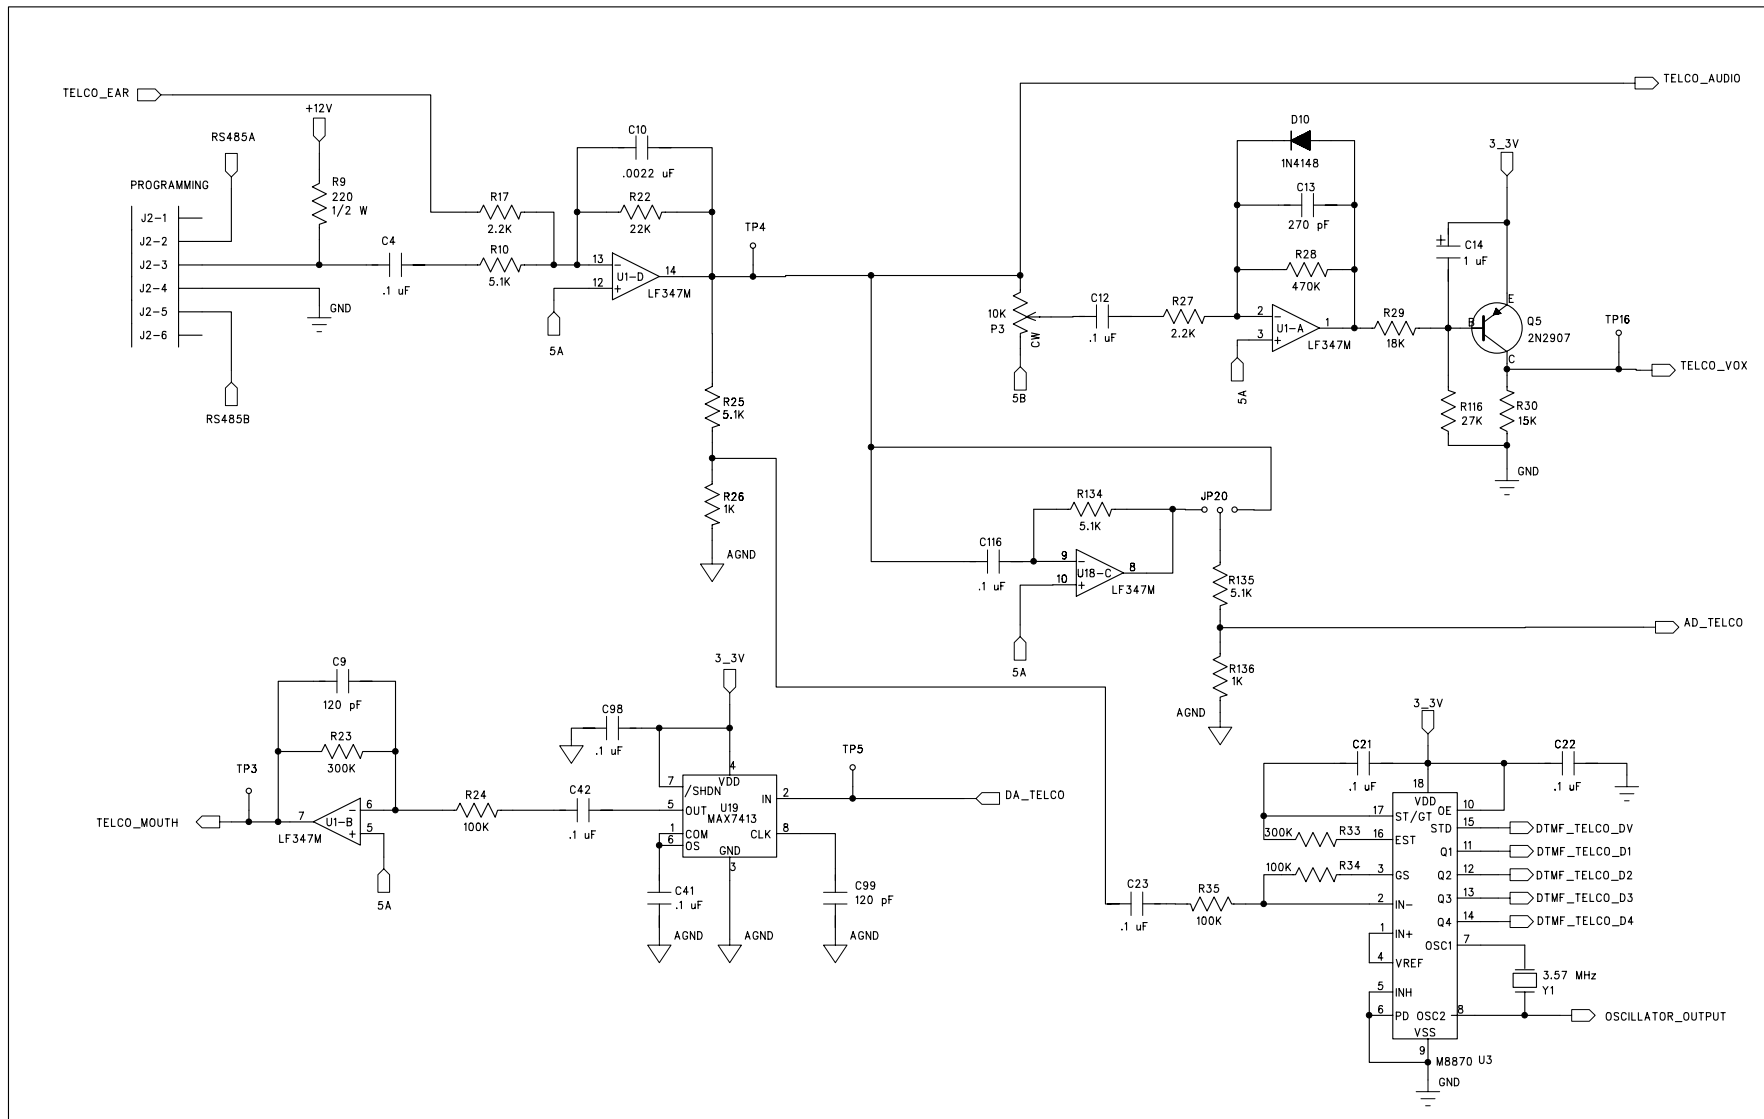 TELCO_EAR
TELCO_AUDIO
+12V
RS485A
PROGRAMMING
J2-1
J2-2
J2-3
J2-4
J2-5
J2-6
RS485B
R9
220
1/2 W
GND
C4
.1 uF
R17
2.2K
R10
5.1K
C10
.0022 uF
R22
22K
13
12
14
-
+
U1-D
LF347M
5A
TP4
R25
5.1K
R26
1K
AGND
10K
P3
CW
5B
C12
.1 uF
R27
2.2K
D10
1N4148
C13
270 pF
R28
470K
2
3
1
-
+
U1-A
LF347M
5A
R29
18K
3_3V
+
C14
1 uF
E
B
C
Q5
2N2907
TP16
TELCO_VOX
R116
27K
R30
15K
GND
R134
5.1K
JP20
C116
.1 uF
9
10
8
-
+
U18-C
LF347M
5A
R135
5.1K
AD_TELCO
R136
1K
AGND
C9
120 pF
R23
300K
TP3
TELCO_MOUTH
7
6
5
-
+
U1-B
LF347M
5A
R24
100K
C42
.1 uF
C98
.1 uF
3_3V
4
VDD
7
/SHDN
5
OUT
U19
MAX7413
IN
2
1
COM
6
OS
CLK
8
GND
3
TP5
DA_TELCO
C41
.1 uF
C99
120 pF
AGND
AGND
AGND
3_3V
C21
.1 uF
C22
.1 uF
18
VDD
17
ST/GT
OE
10
300K
R33
16
EST
STD
15
DTMF_TELCO_DV
Q1
11
DTMF_TELCO_D1
100K
R34
3
GS
Q2
12
DTMF_TELCO_D2
C23
.1 uF
R35
100K
2
IN-
Q3
13
DTMF_TELCO_D3
Q4
14
DTMF_TELCO_D4
1
IN+
OSC1
7
4
VREF
3.57 MHz
Y1
5
INH
6
PD
OSC2
8
OSCILLATOR_OUTPUT
VSS
9
M8870
U3
GND